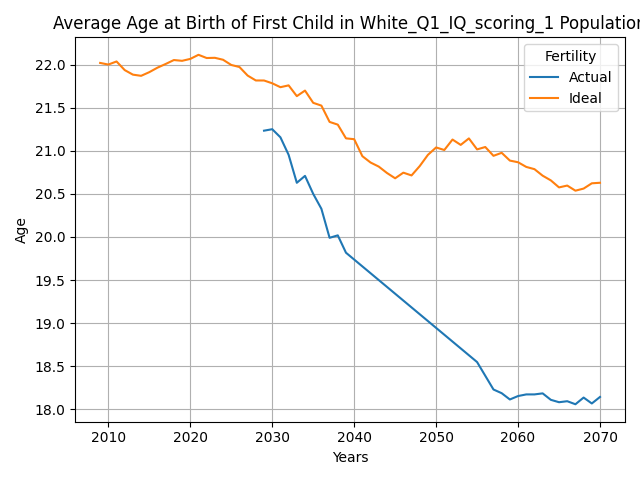 Average Age at Birth of First Child in White_Q1_IQ_scoring_1 Population
Fertility
Actual
Ideal
22.0
21.5
21.0
20.5
20.0
19.5
19.0
18.5
18.0
Age
2010
2020
2030
2040
2050
2060
2070
Years